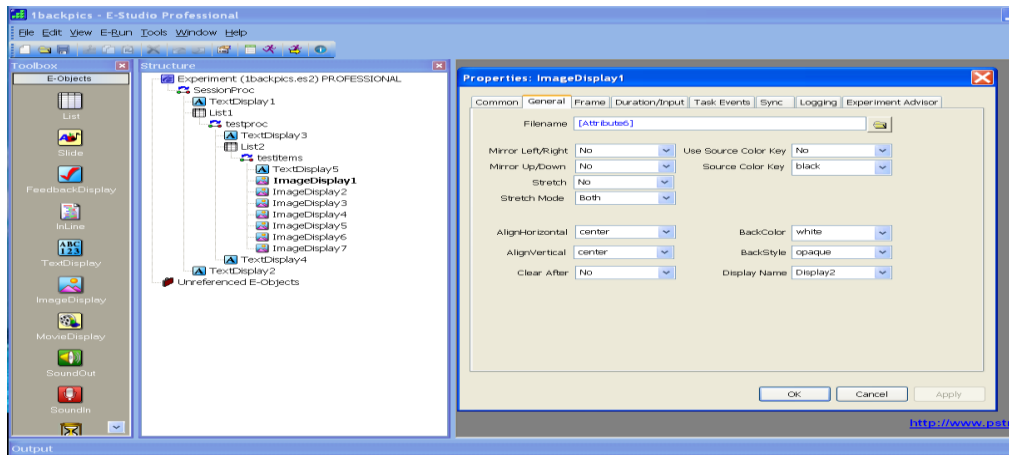 1backpics - E-Studio Professional
File Edit View E-Run Tools Window Help
Toolbox
E-Objects
List
Slide
FeedbackDisplay
InLine
ABC
123
TextDisplay
ImageDisplay
MovieDisplay
SoundOut
SoundIn
Structure
Experiment (1backpics.es2) PROFESSIONAL
SessionProc
A TextDisplay1
List1
testproc
A TextDisplay3
List2
testitems
A TextDisplay5
ImageDisplay1
ImageDisplay2
ImageDisplay3
ImageDisplay4
ImageDisplay5
ImageDisplay6
ImageDisplay7
A TextDisplay4
A TextDisplay2
Unreferenced E-Objects
Properties: ImageDisplay1
Common General Frame Duration/Input Task Events Sync Logging Experiment Advisor
Filename [Attribute6]
Mirror Left/Right No Use Source Color Key No
Mirror Up/Down No Source Color Key black
Stretch No
Stretch Mode Both
AlignHorizontal center BackColor white
AlignVertical center BackStyle opaque
Clear After No Display Name Display2
OK Cancel Apply
http://www.pst
Output